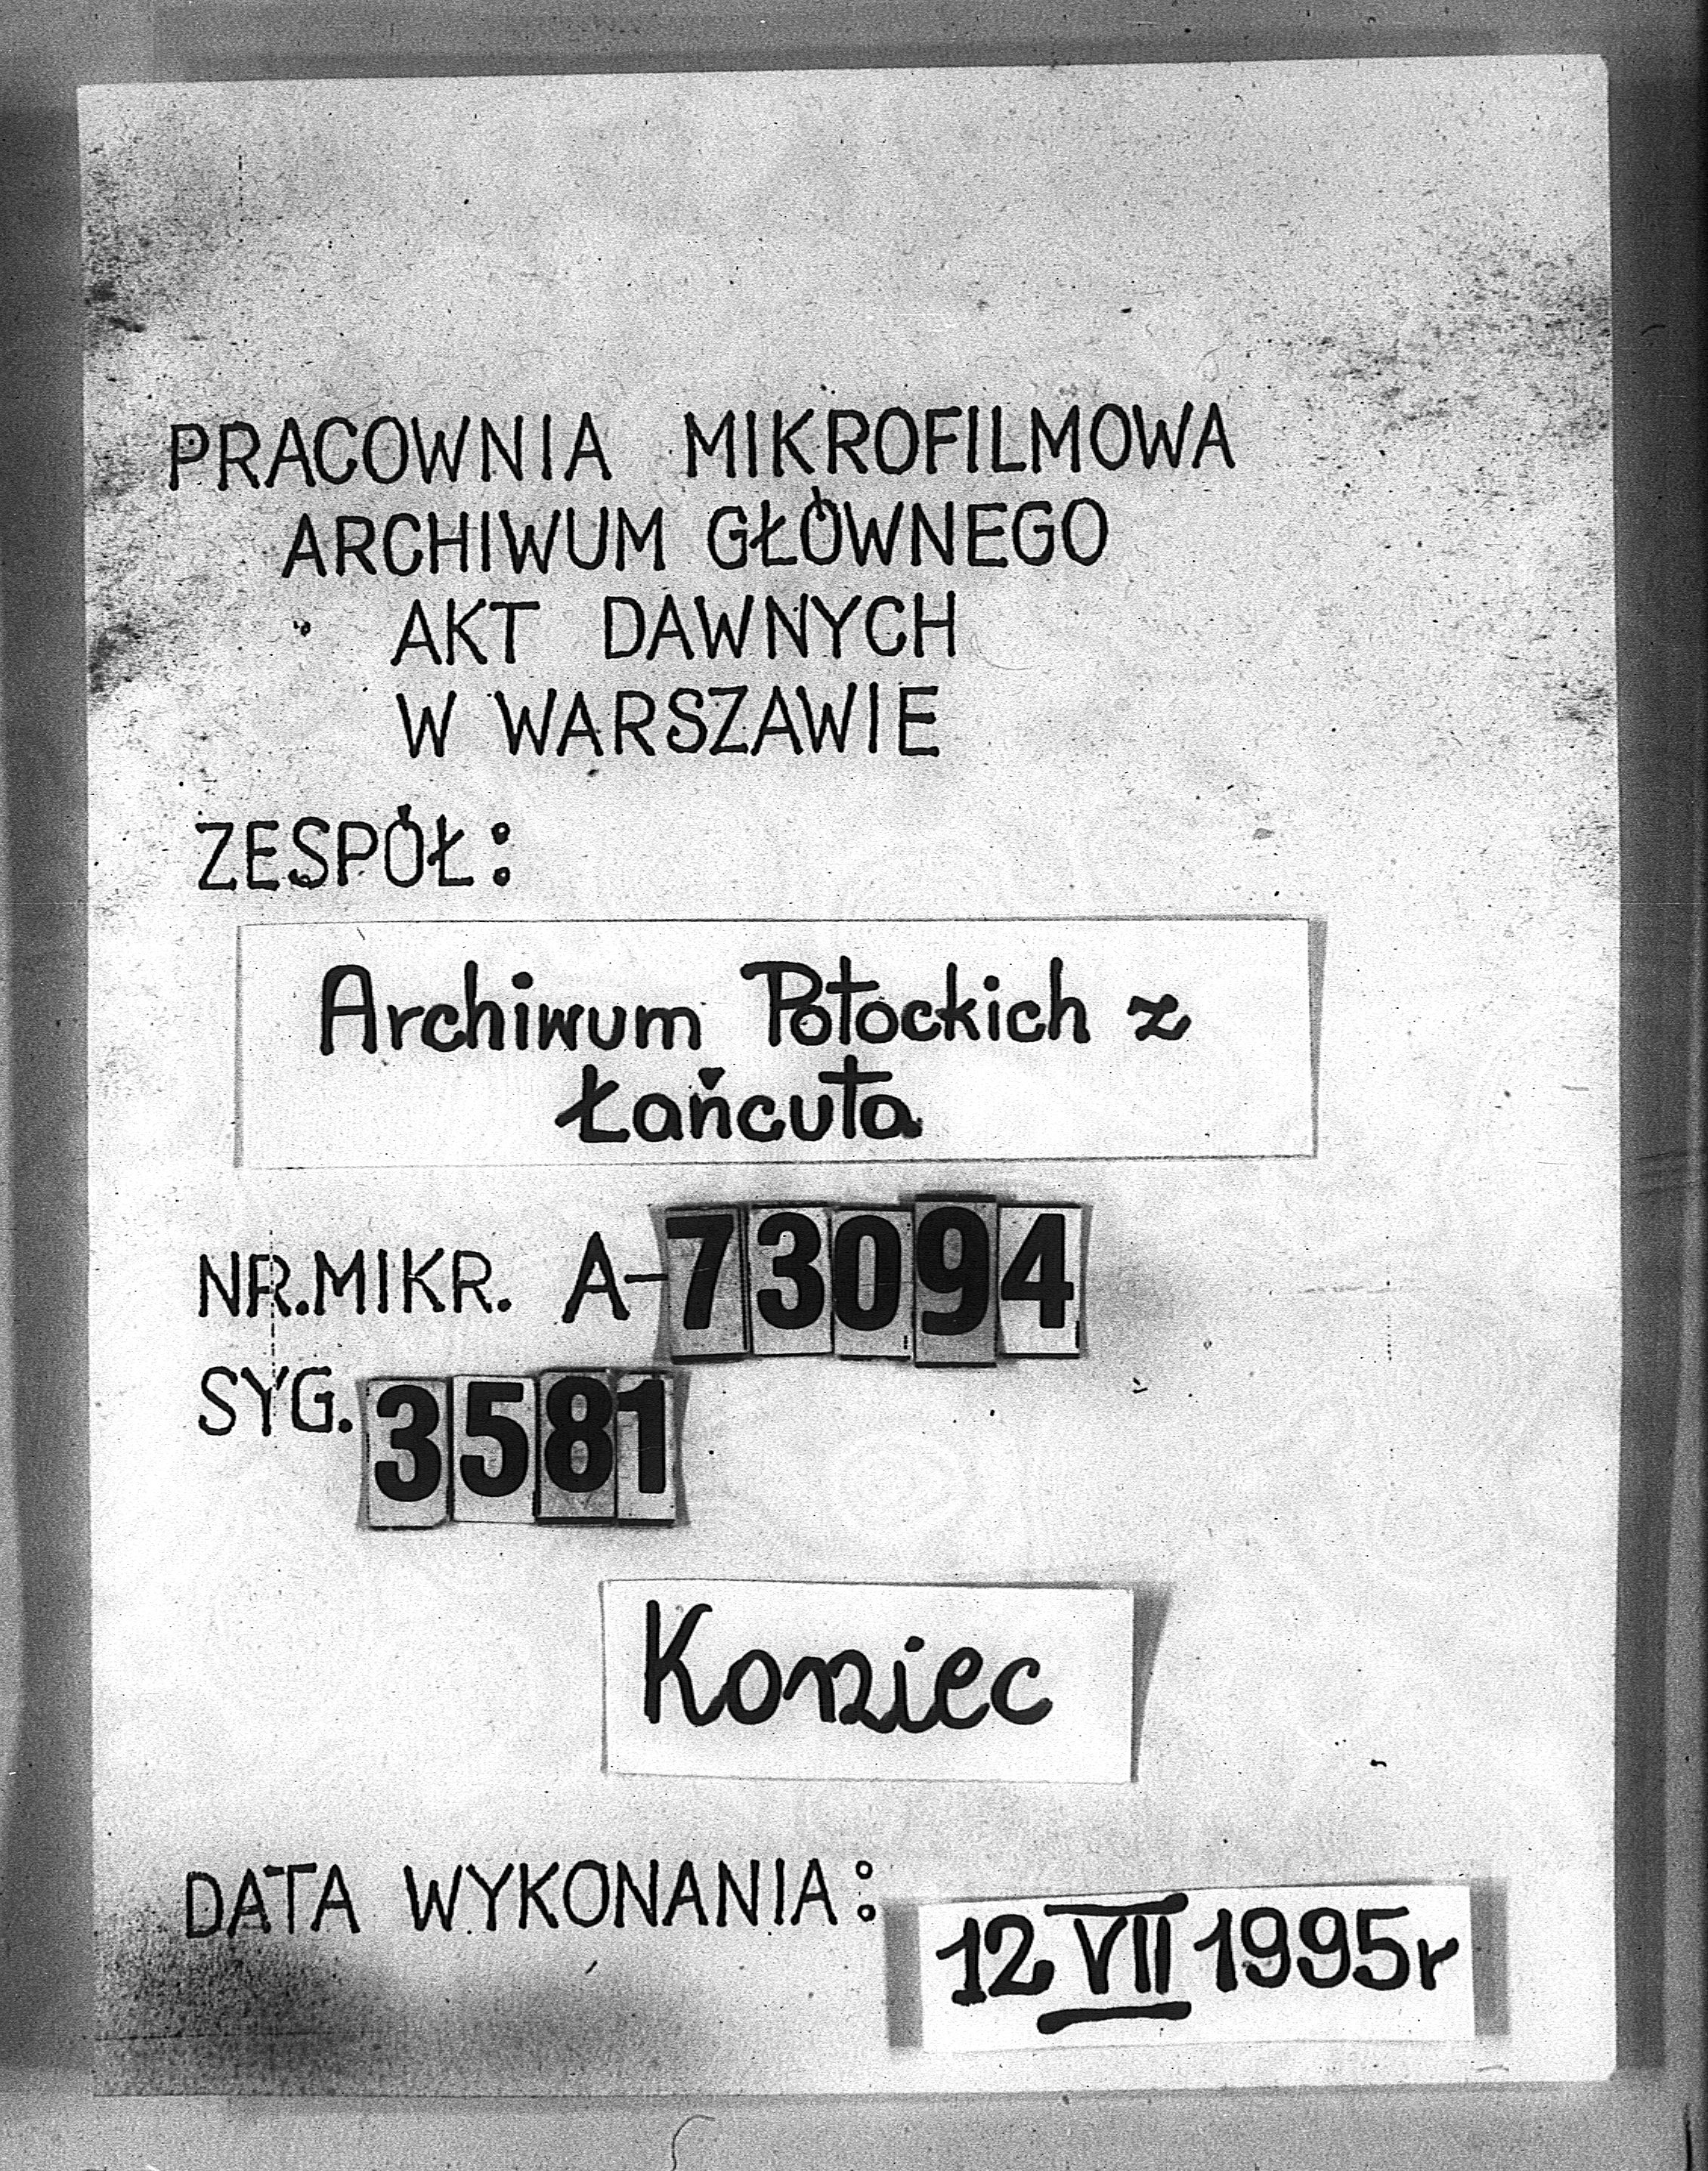 PRACOWNIA MIKROFILMOWA
ARCHIWUM GŁÓWNEGO
AKT DAWNYCH
W WARSZAWIE
ZESPÓŁ:
Archiwum Potockich z
Łańcuta
NR.MIKR. A-73094
SYG. 3581
Koniec
DATA WYKONANIA: 12 VII 1995r